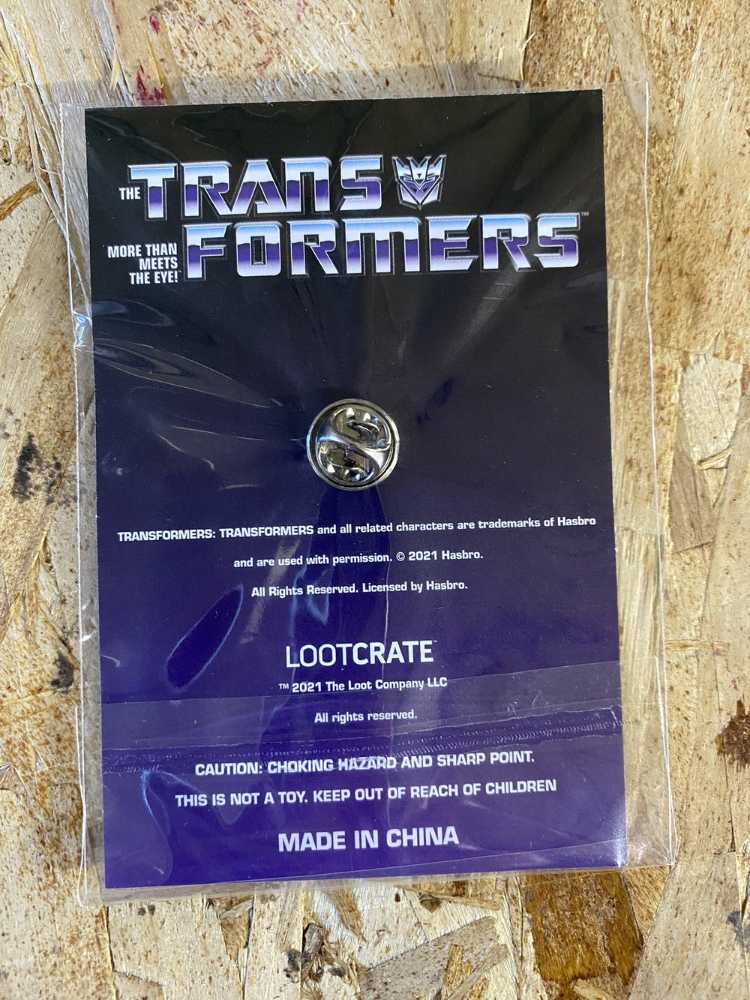 THE TRANS
FORMERS™
MORE THAN
MEETS
THE EYE!™
TRANSFORMERS: TRANSFORMERS and all related characters are trademarks of Hasbro
and are used with permission. © 2021 Hasbro.
All Rights Reserved. Licensed by Hasbro.
LOOTCRATE™
™ 2021 The Loot Company LLC
All rights reserved.
CAUTION: CHOKING HAZARD AND SHARP POINT.
THIS IS NOT A TOY. KEEP OUT OF REACH OF CHILDREN
MADE IN CHINA